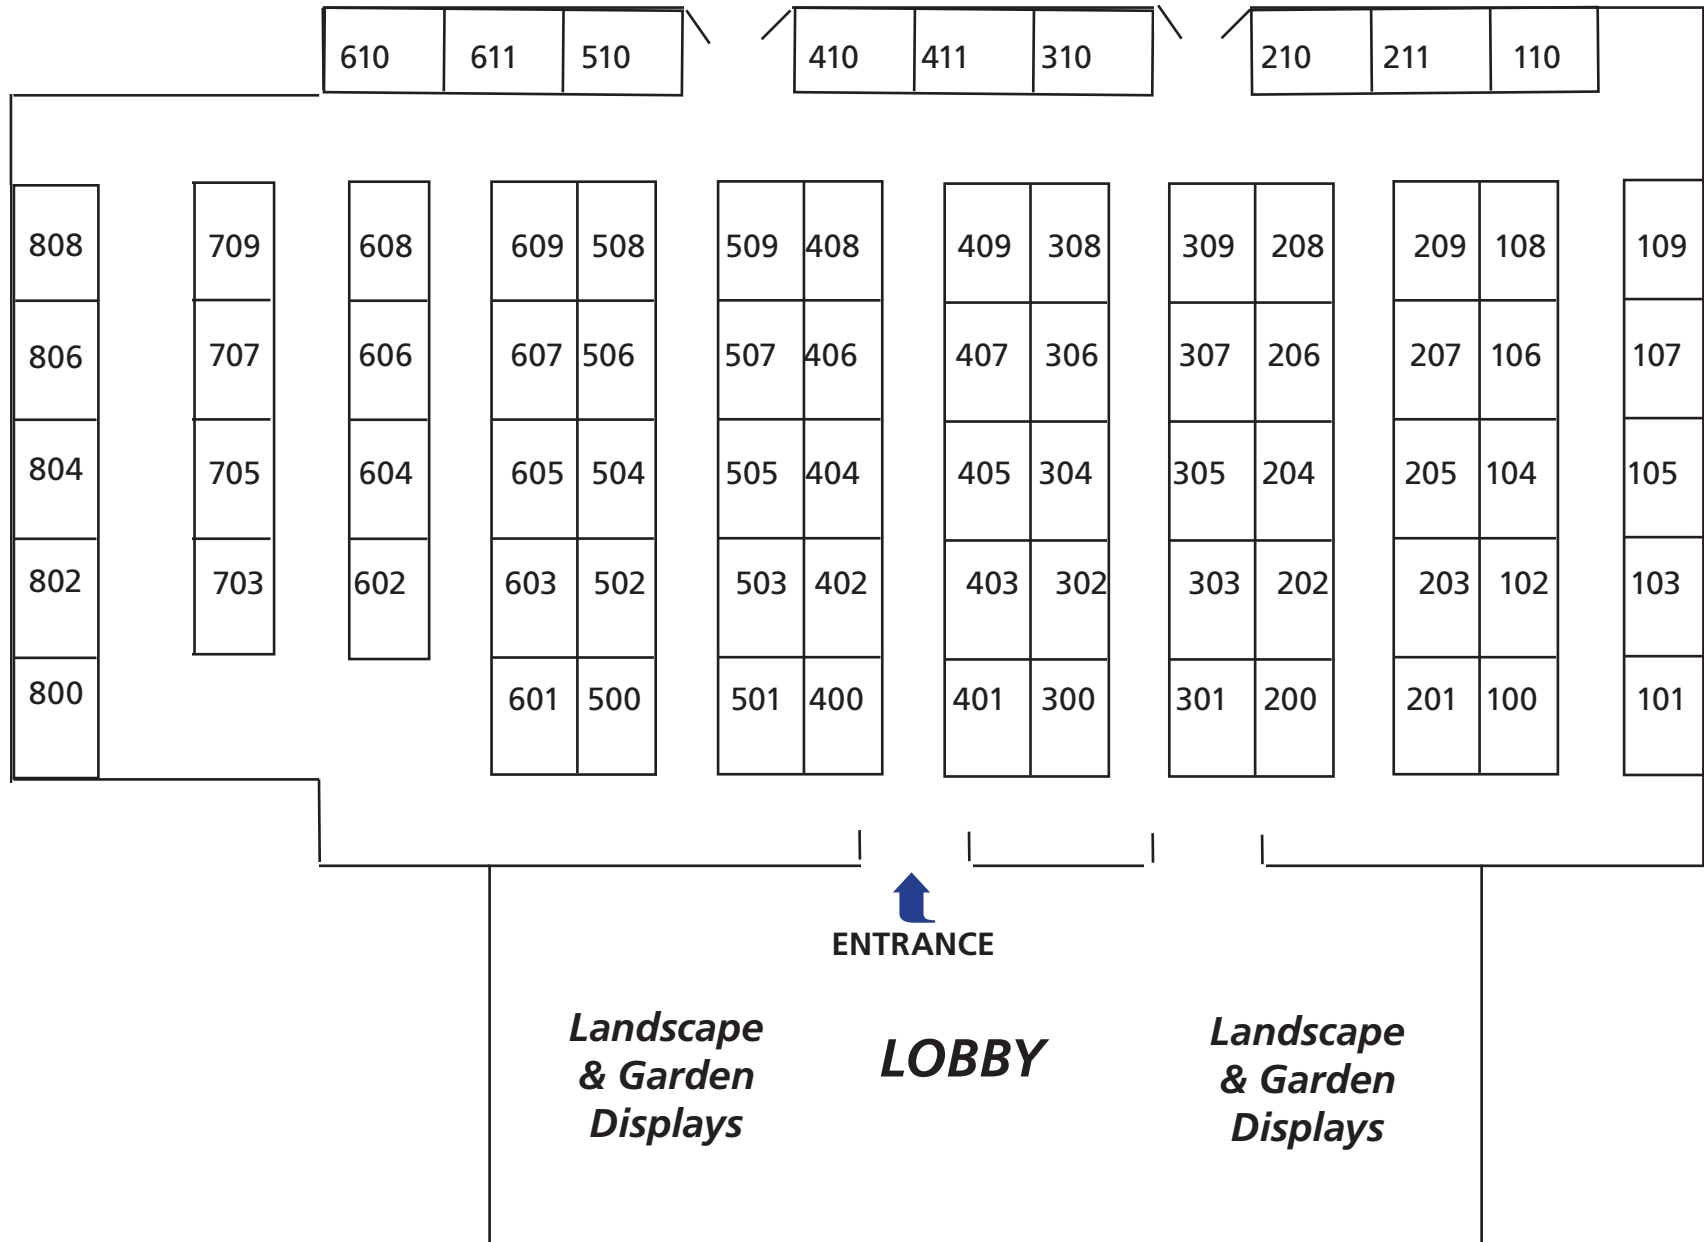 610 611 510 410 411 310 210 211 110
808 709 608 609 508 509 408 409 308 309 208 209 108 109
806 707 606 607 506 507 406 407 306 307 206 207 106 107
804 705 604 605 504 505 404 405 304 305 204 205 104 105
802 703 602 603 502 503 402 403 302 303 202 203 102 103
800 601 500 501 400 401 300 301 200 201 100 101
ENTRANCE
Landscape
& Garden
Displays
LOBBY
Landscape
& Garden
Displays